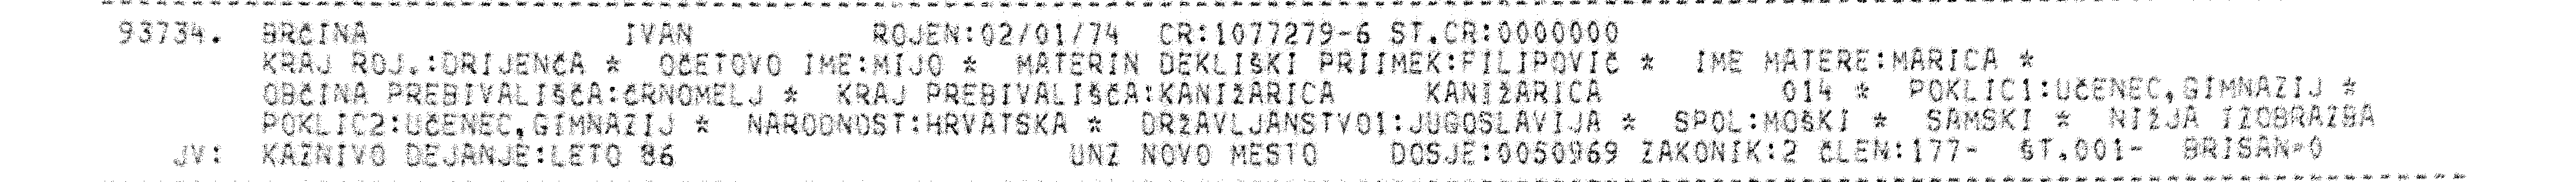 93734. BRČINA IVAN ROJEN:02/01/74 CR:1077279-6 ST.CR:0000000
KRAJ ROJ.:DRIJENČA * OČETOVO IME:MIJO * MATERIN DEKLIŠKI PRIIMEK:FILIPOVIČ * IME MATERE:MARICA *
OBČINA PREBIVALIŠČA:ČRNOMELJ * KRAJ PREBIVALIŠČA:KANIŽARICA KANIŽARICA 014 * POKLIC1:UČENEC,GIMNAZIJ *
POKLIC2:UČENEC,GIMNAZIJ * NARODNOST:HRVATSKA * DRŽAVLJANSTVO1:JUGOSLAVIJA * SPOL:MOŠKI * SAMSKI * NIŽJA IZOBRAZBA
JV: KAZNIVO DEJANJE:LETO 86 UNZ NOVO MESTO DOSJE:0050969 ZAKONIK:2 ČLEN:177- ŠT.001- BRISAN=0